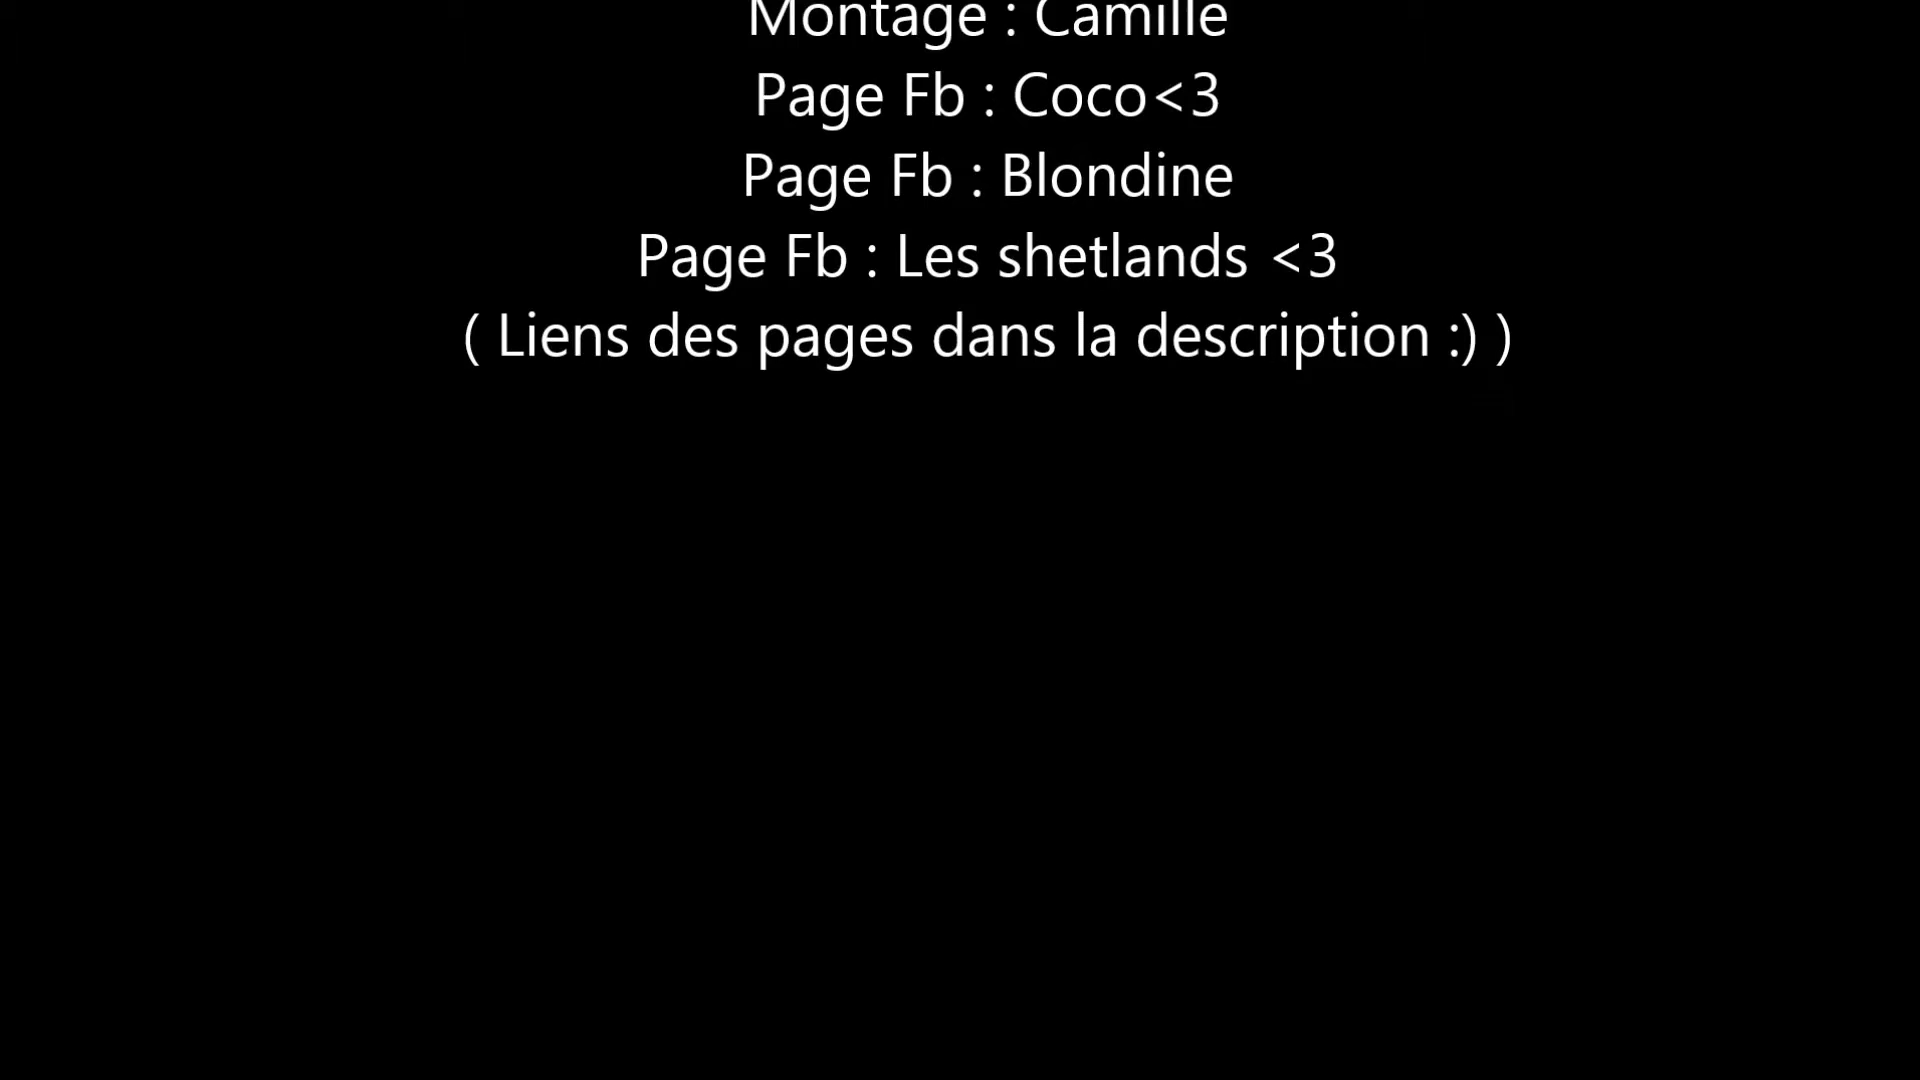 Montage : Camille
Page Fb : Coco<3
Page Fb : Blondine
Page Fb : Les shetlands <3
( Liens des pages dans la description :) )